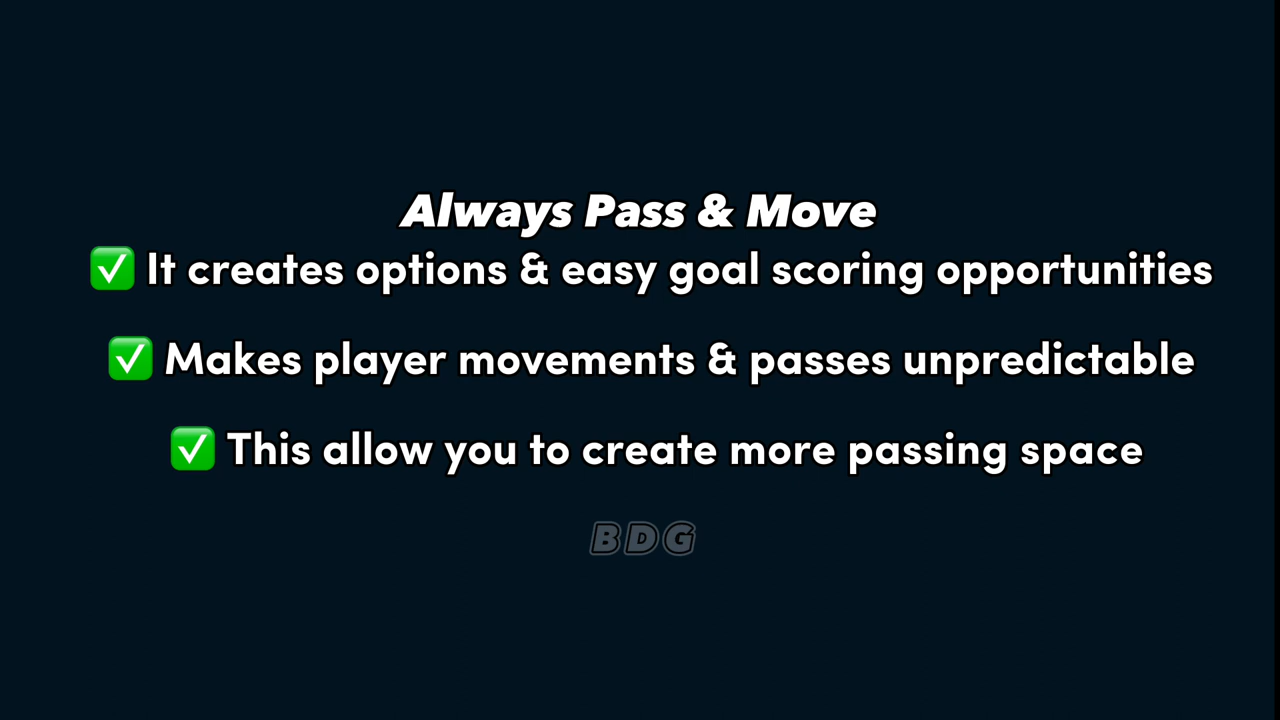 Always Pass & Move
✅ It creates options & easy goal scoring opportunities
✅ Makes player movements & passes unpredictable
✅ This allow you to create more passing space
BDG